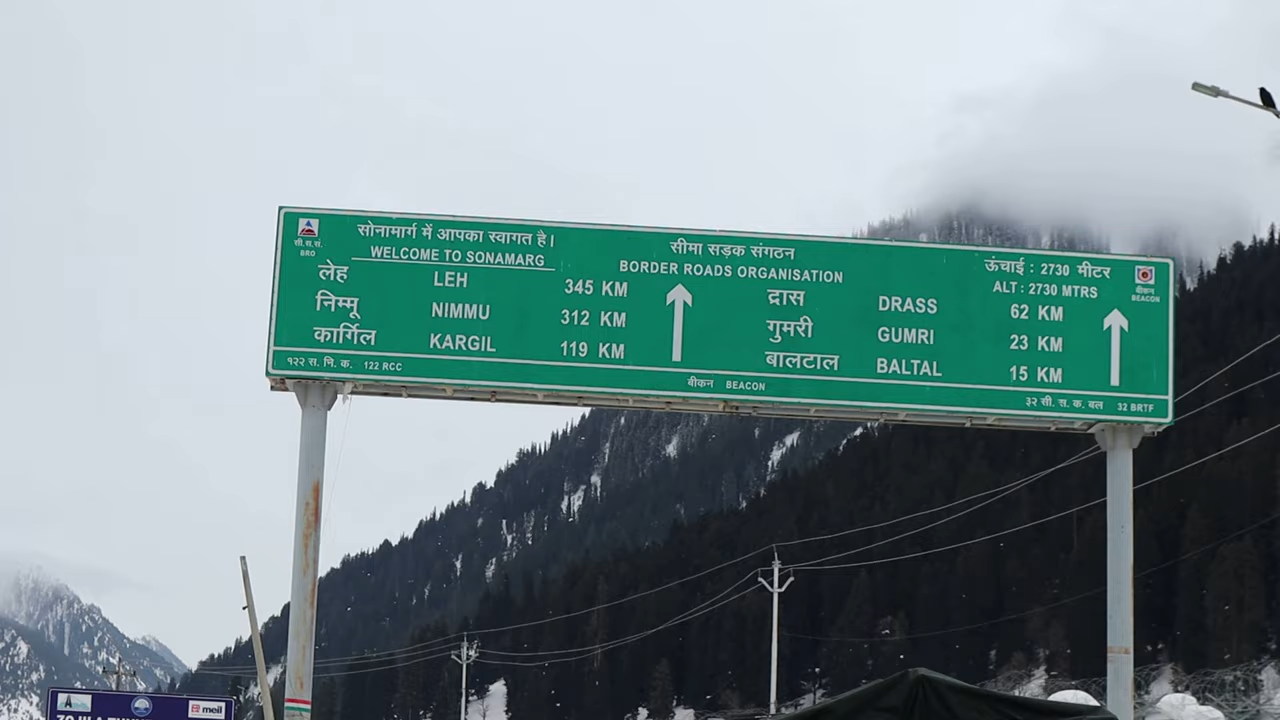 सी.स.सं.
BRO
सोनामार्ग में आपका स्वागत है।
WELCOME TO SONAMARG
लेह LEH 345 KM
निम्मू NIMMU 312 KM
कार्गिल KARGIL 119 KM
सीमा सड़क संगठन
BORDER ROADS ORGANISATION
ऊंचाई : 2730 मीटर
ALT : 2730 MTRS
बीकन
BEACON
द्रास DRASS 62 KM
गुमरी GUMRI 23 KM
बालटाल BALTAL 15 KM
१२२ स. नि. क. 122 RCC
बीकन BEACON
३२ सी. स. क. बल 32 BRTF
meil